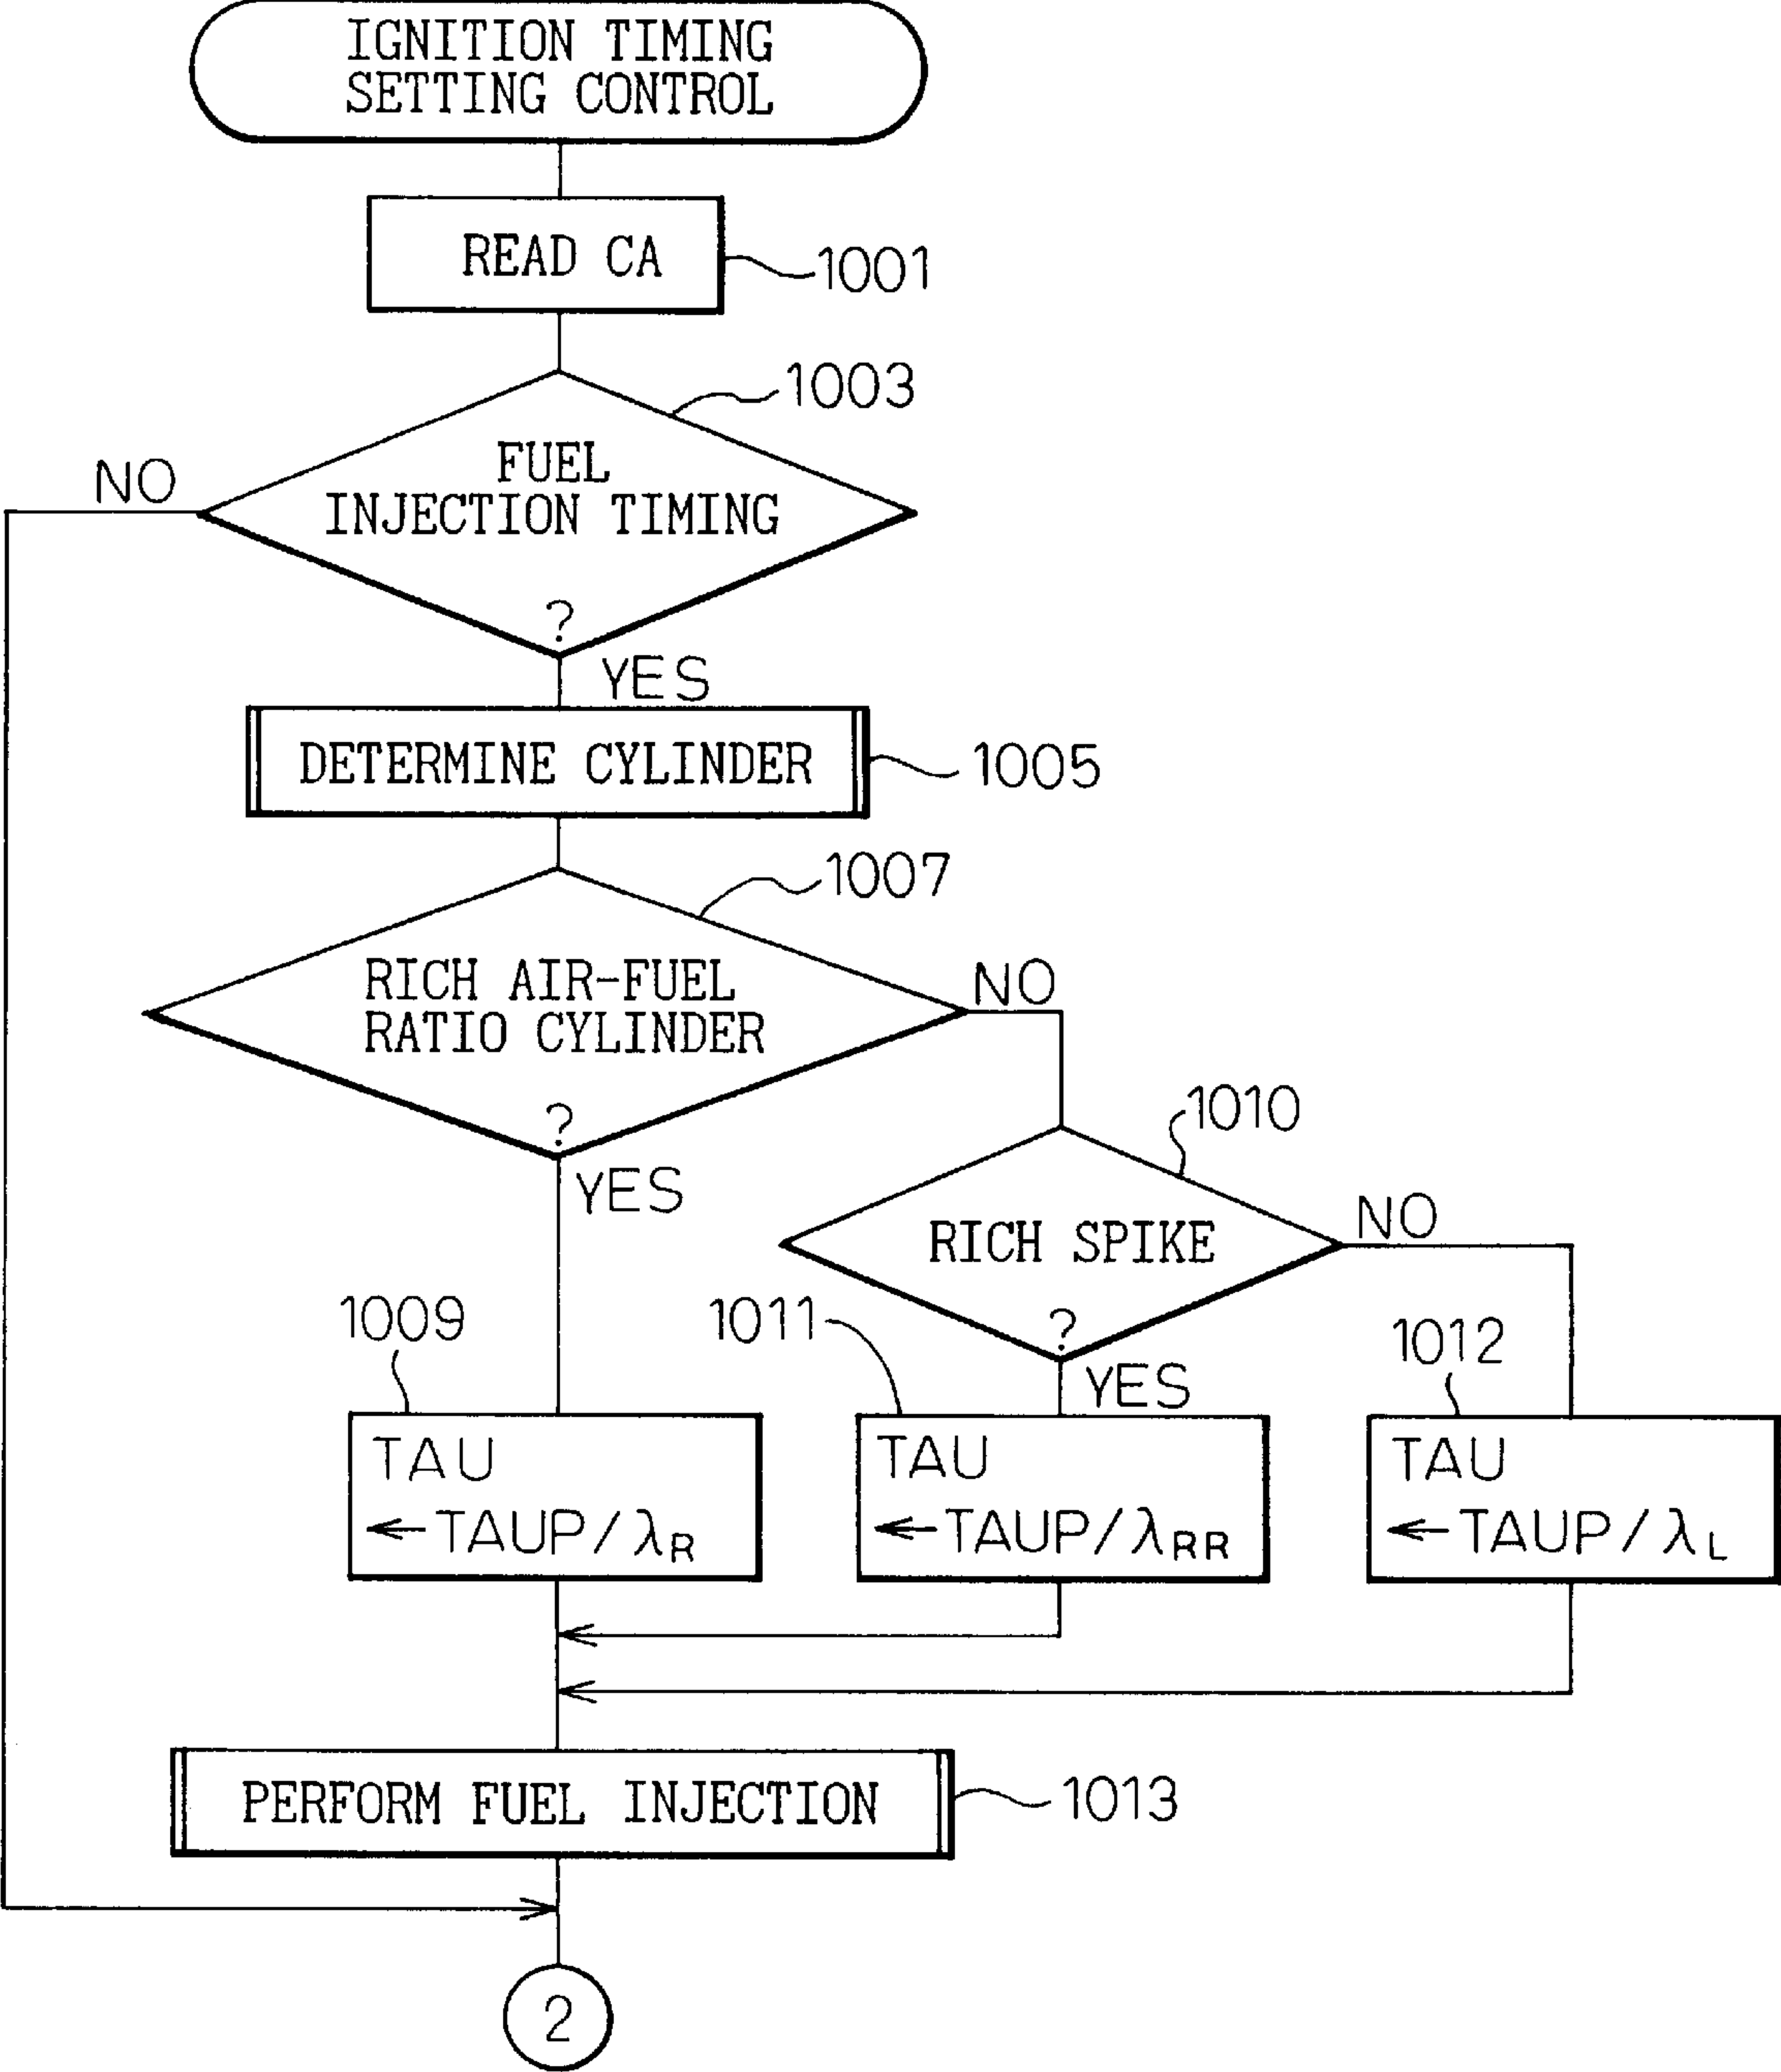 IGNITION TIMING
SETTING CONTROL
READ CA
1001
1003
FUEL
INJECTION TIMING
?
NO
YES
DETERMINE CYLINDER
1005
1007
RICH AIR-FUEL
RATIO CYLINDER
?
NO
YES
1010
RICH SPIKE
?
NO
YES
1009
TAU
←TAUP/λR
1011
TAU
←TAUP/λRR
1012
TAU
←TAUP/λL
PERFORM FUEL INJECTION
1013
2